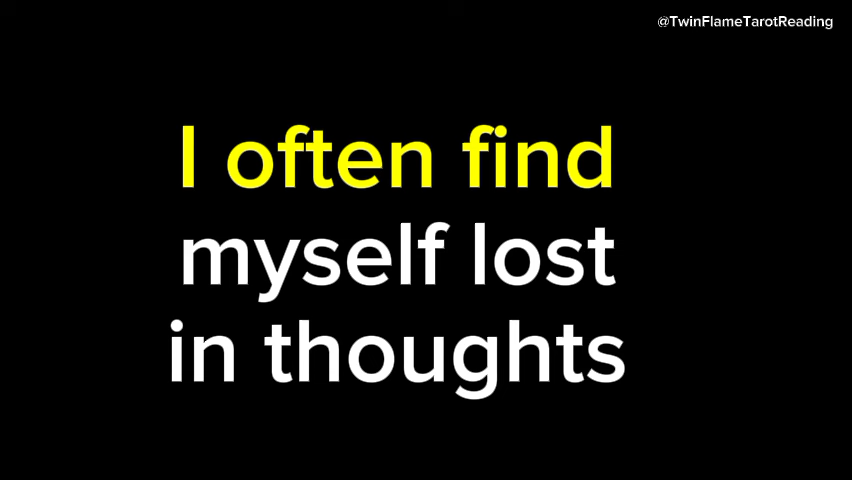 @TwinFlameTarotReading
I often find
myself lost
in thoughts